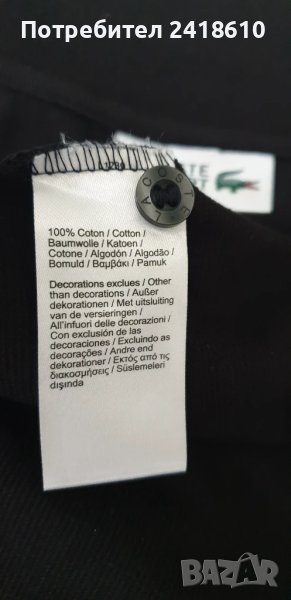 Потребител 2418610
LACOSTE
100% Coton / Cotton /
Baumwolle / Katoen /
Cotone / Algodón / Algodão /
Bomuld / Βαμβάκι / Pamuk
Decorations exclues / Other
than decorations / Außer
dekorationen / Met uitsluiting
van de versieringen /
All'infuori delle decorazioni /
Con exclusión de las
decoraciones / Excluindo as
decorações / Andre end
dekorationer / Εκτός από τις
διακοσμήσεις / Süslemeleri
dışında
BAZAR